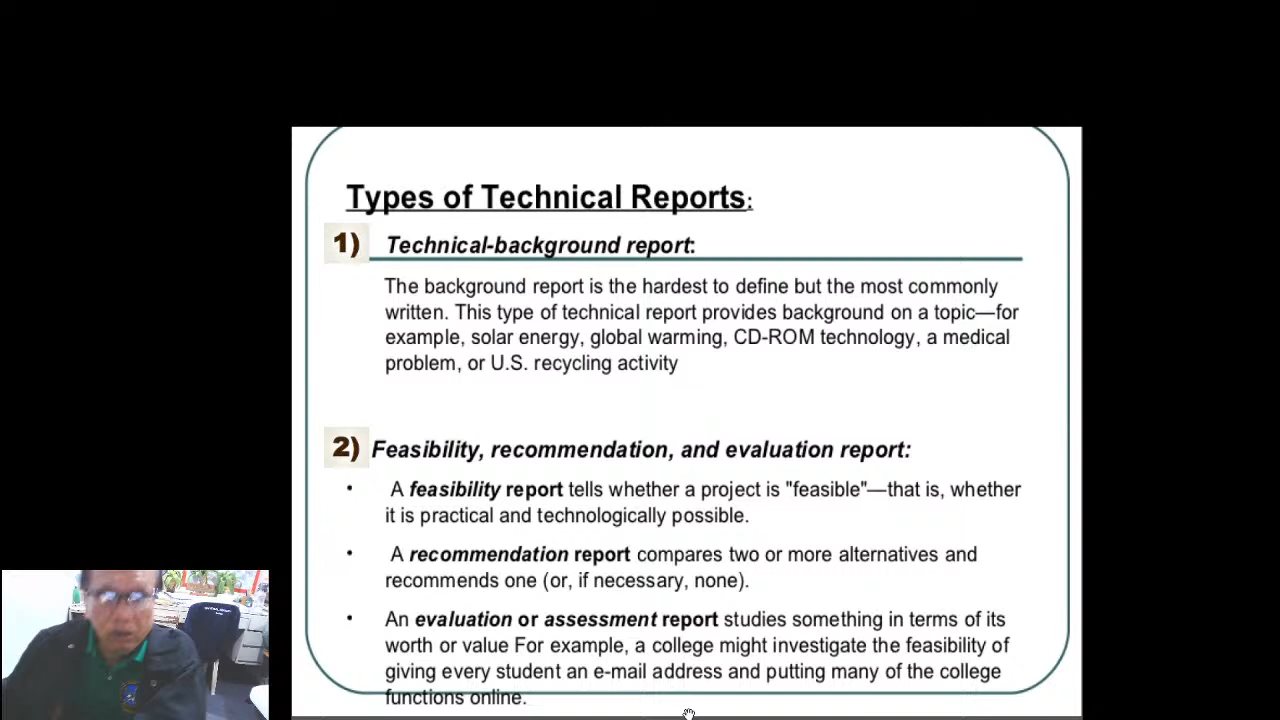 Types of Technical Reports:
1) Technical-background report:
The background report is the hardest to define but the most commonly
written. This type of technical report provides background on a topic—for
example, solar energy, global warming, CD-ROM technology, a medical
problem, or U.S. recycling activity
2) Feasibility, recommendation, and evaluation report:
• A feasibility report tells whether a project is "feasible"—that is, whether
it is practical and technologically possible.
• A recommendation report compares two or more alternatives and
recommends one (or, if necessary, none).
• An evaluation or assessment report studies something in terms of its
worth or value For example, a college might investigate the feasibility of
giving every student an e-mail address and putting many of the college
functions online.